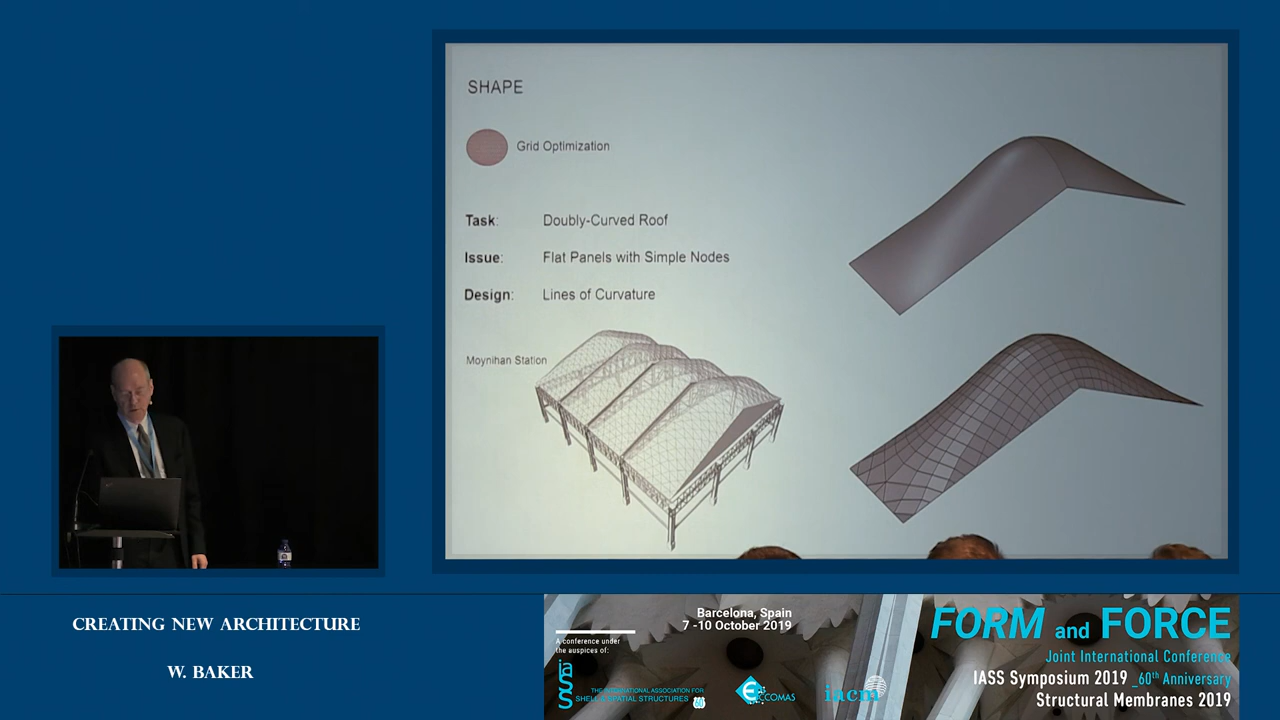 SHAPE
Grid Optimization
Task: Doubly-Curved Roof
Issue: Flat Panels with Simple Nodes
Design: Lines of Curvature
Moynihan Station
CREATING NEW ARCHITECTURE
W. BAKER
Barcelona, Spain
7 -10 October 2019
A conference under
the auspices of:
iass
THE INTERNATIONAL ASSOCIATION FOR
SHELL & SPATIAL STRUCTURES
ECCOMAS
iacm
FORM and FORCE
Joint International Conference
IASS Symposium 2019 _60th Anniversary
Structural Membranes 2019